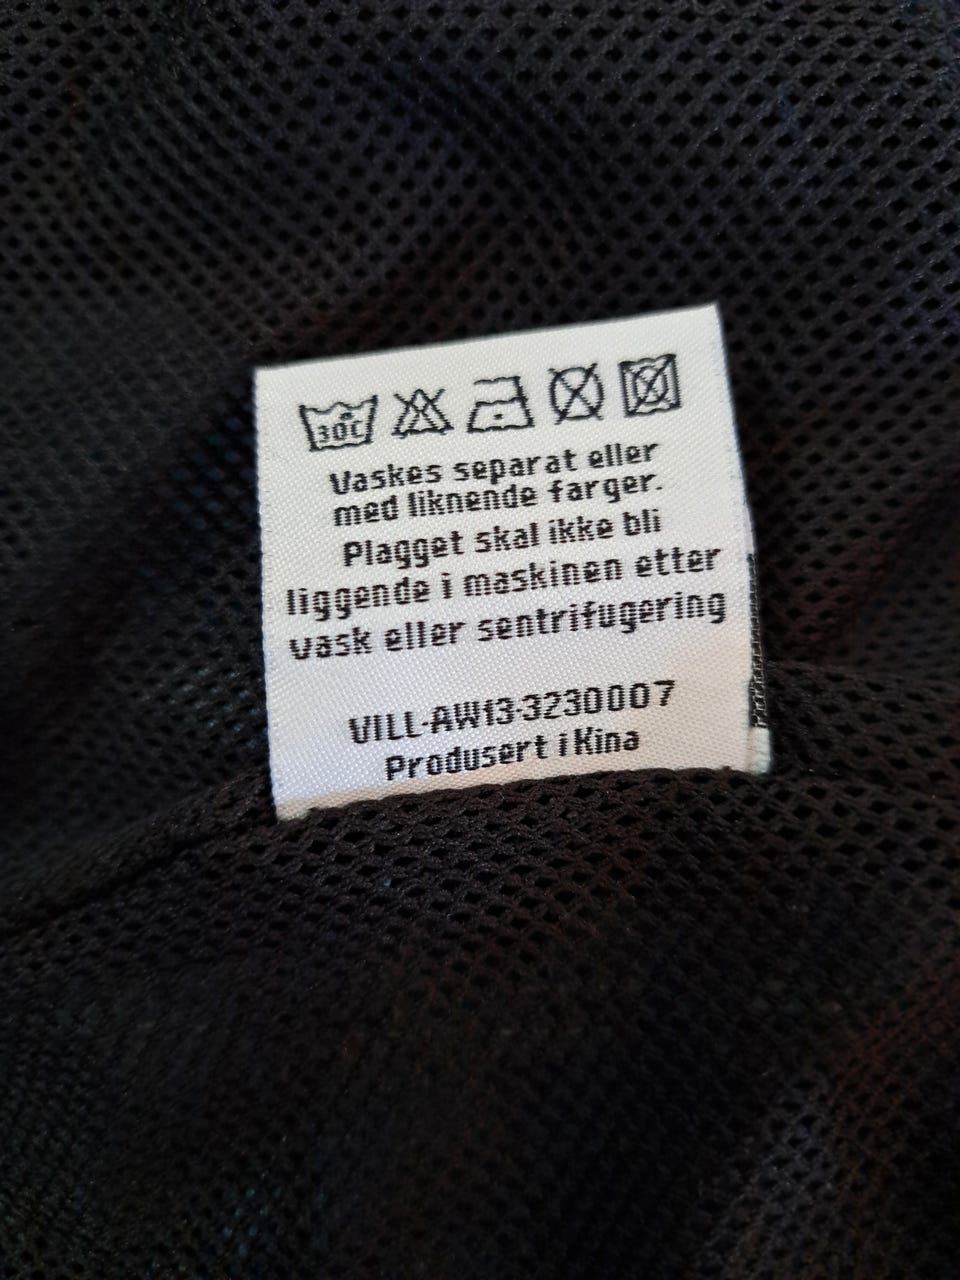 30C
Vaskes separat eller
med liknende farger.
Plagget skal ikke bli
liggende i maskinen etter
vask eller sentrifugering
VILL-AW13-3230007
Produsert i Kina